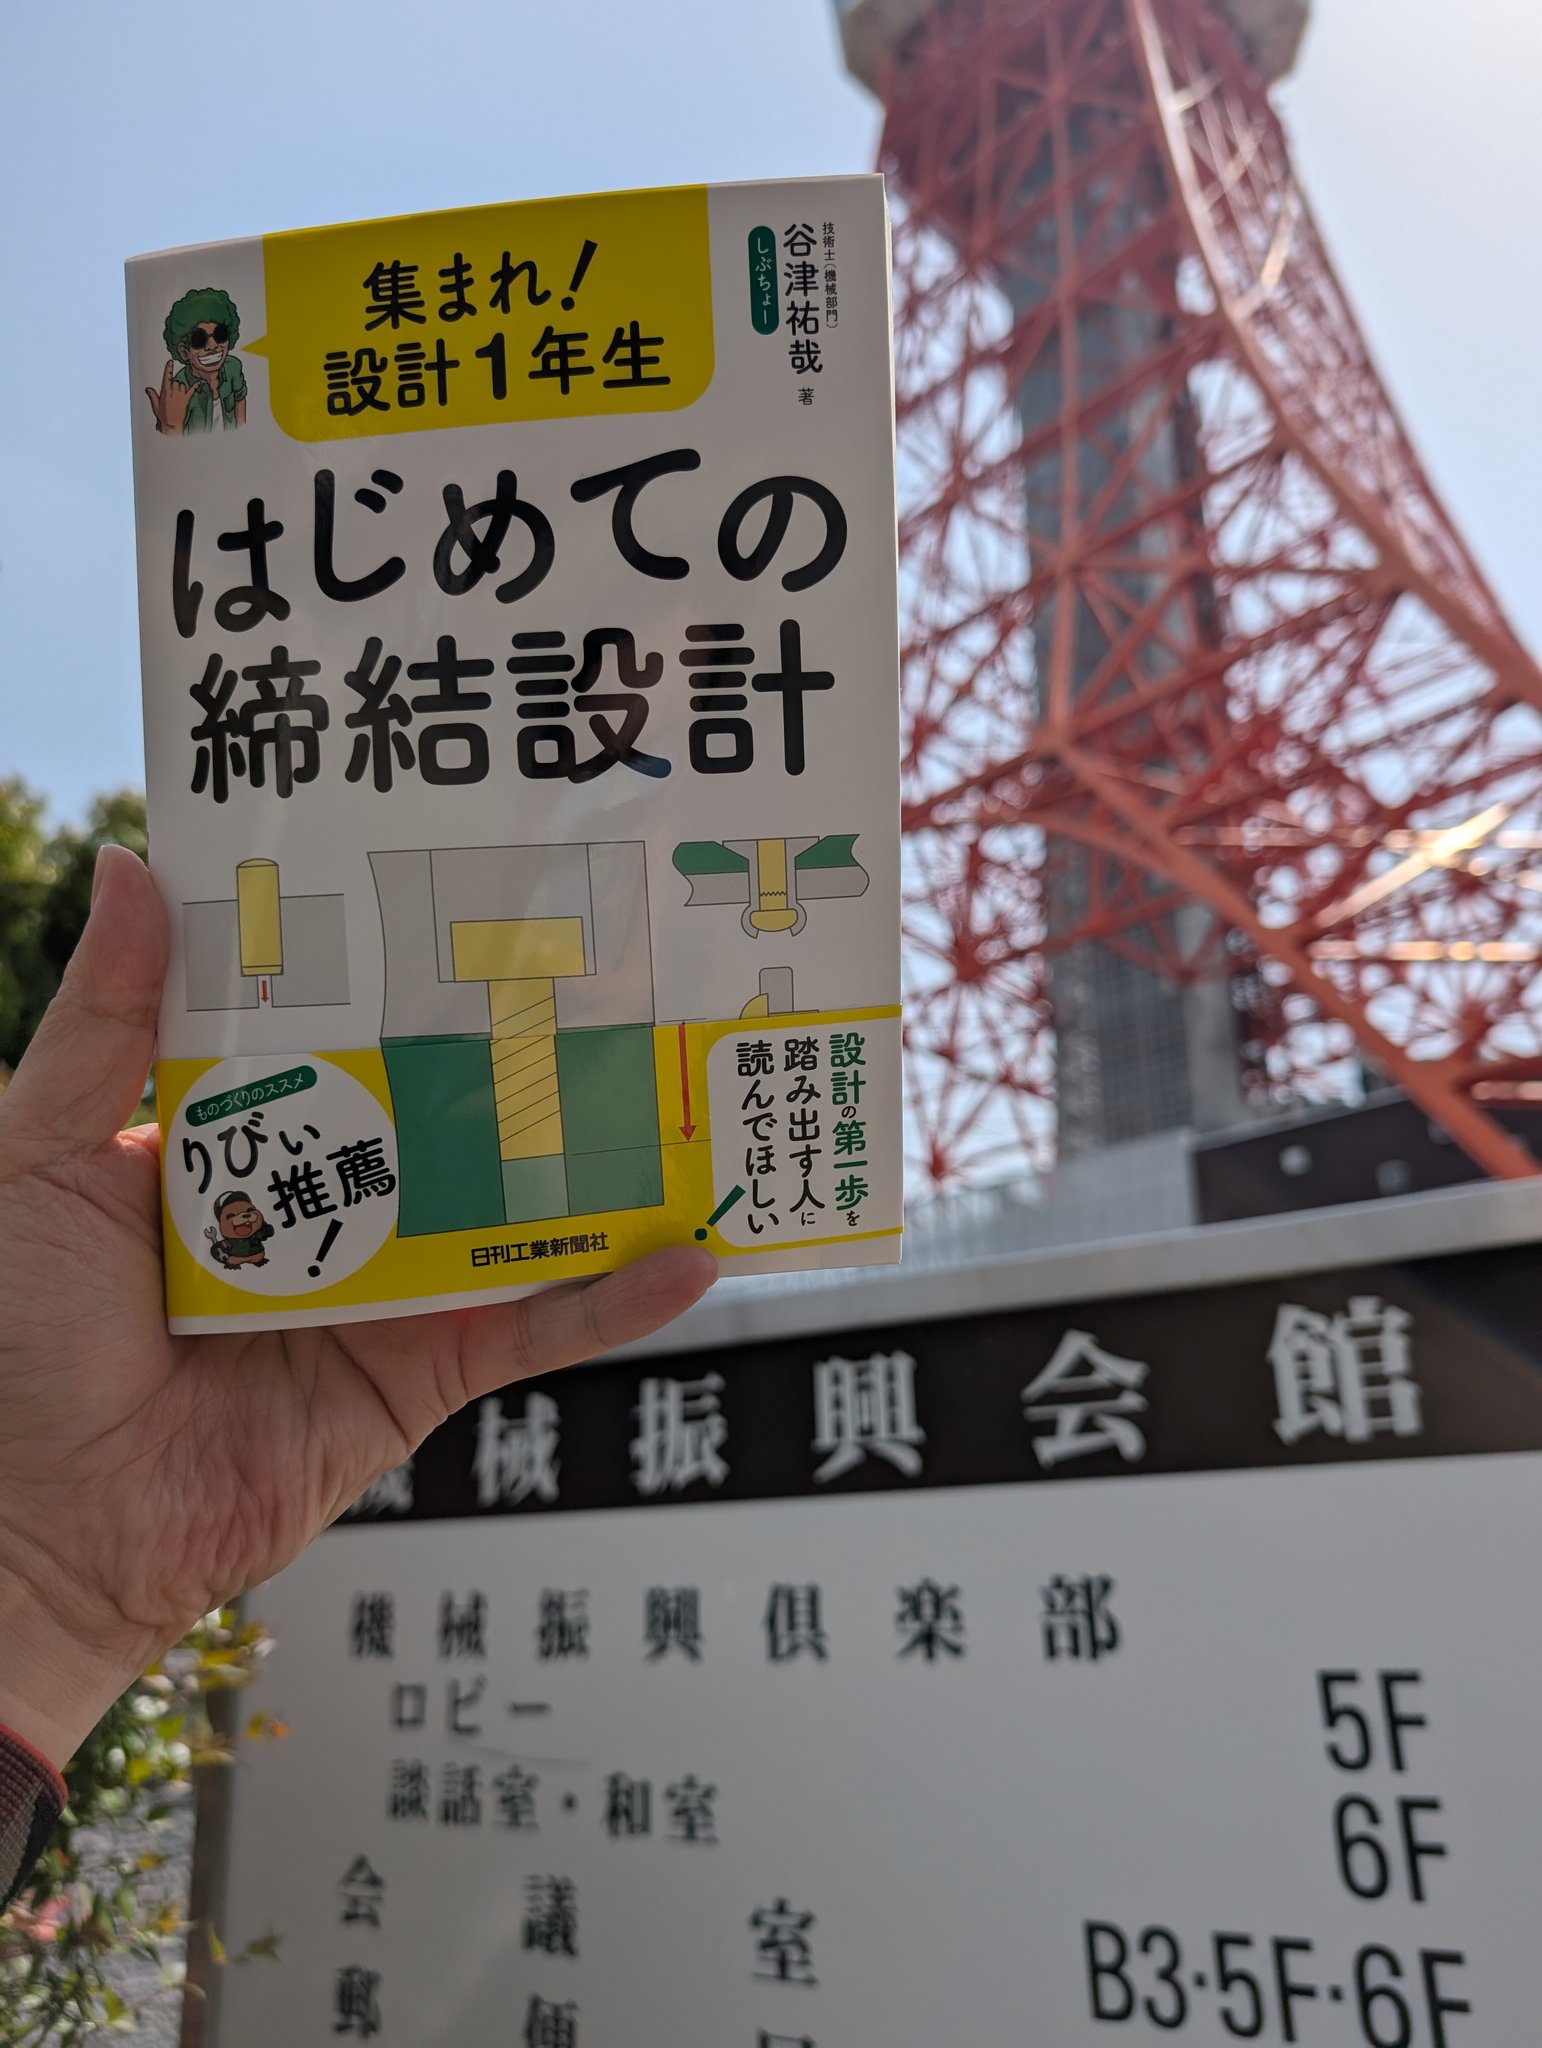 集まれ!
設計1年生
技術士(機械部門)
谷津祐哉 著
しぶちょー
はじめての
締結設計
ものづくりのススメ
りびぃ
推薦!
設計の第一歩を
踏み出す人に
読んでほしい!
日刊工業新聞社
機械振興会館
機械振興倶楽部
ロビー 5F
談話室・和室 6F
会議室 B3・5F・6F
郵便